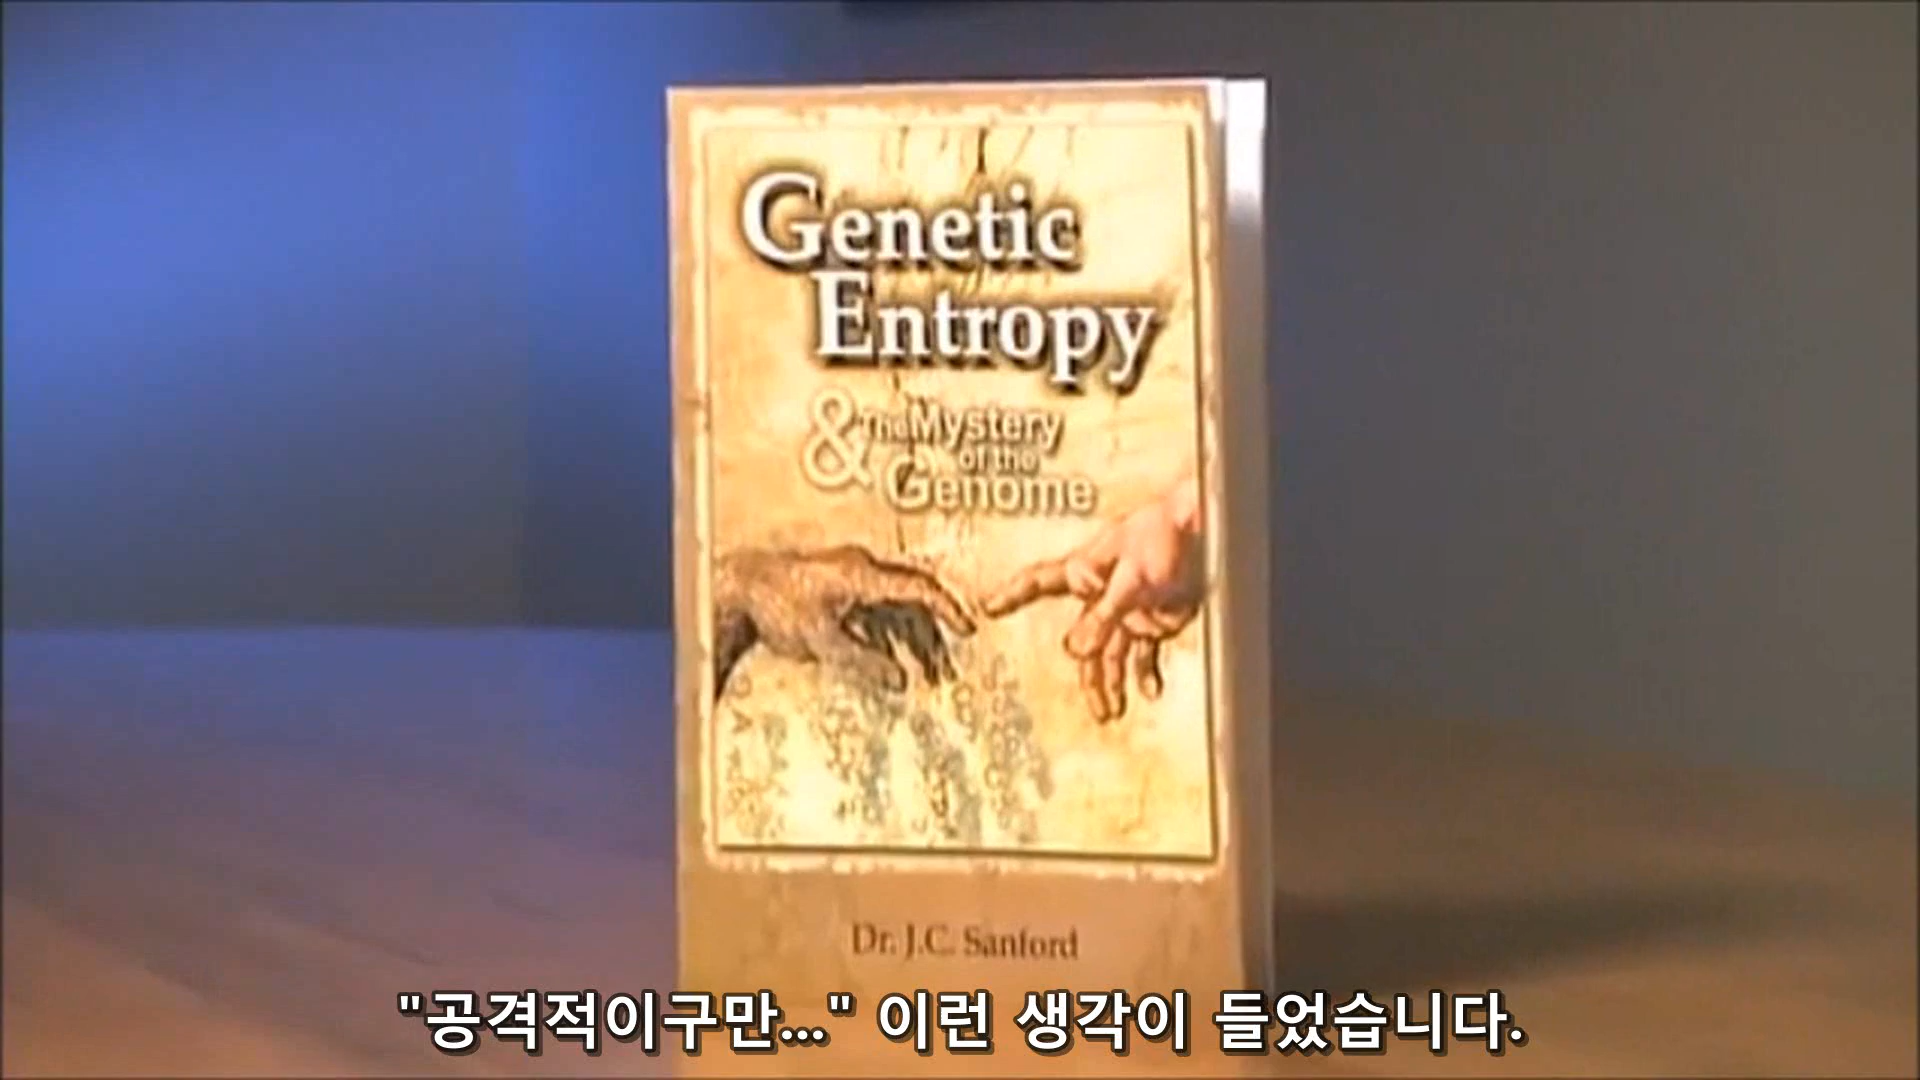 Genetic
Entropy
& The Mystery
of the
Genome
Dr. J.C. Sanford
"공격적이구만..." 이런 생각이 들었습니다.